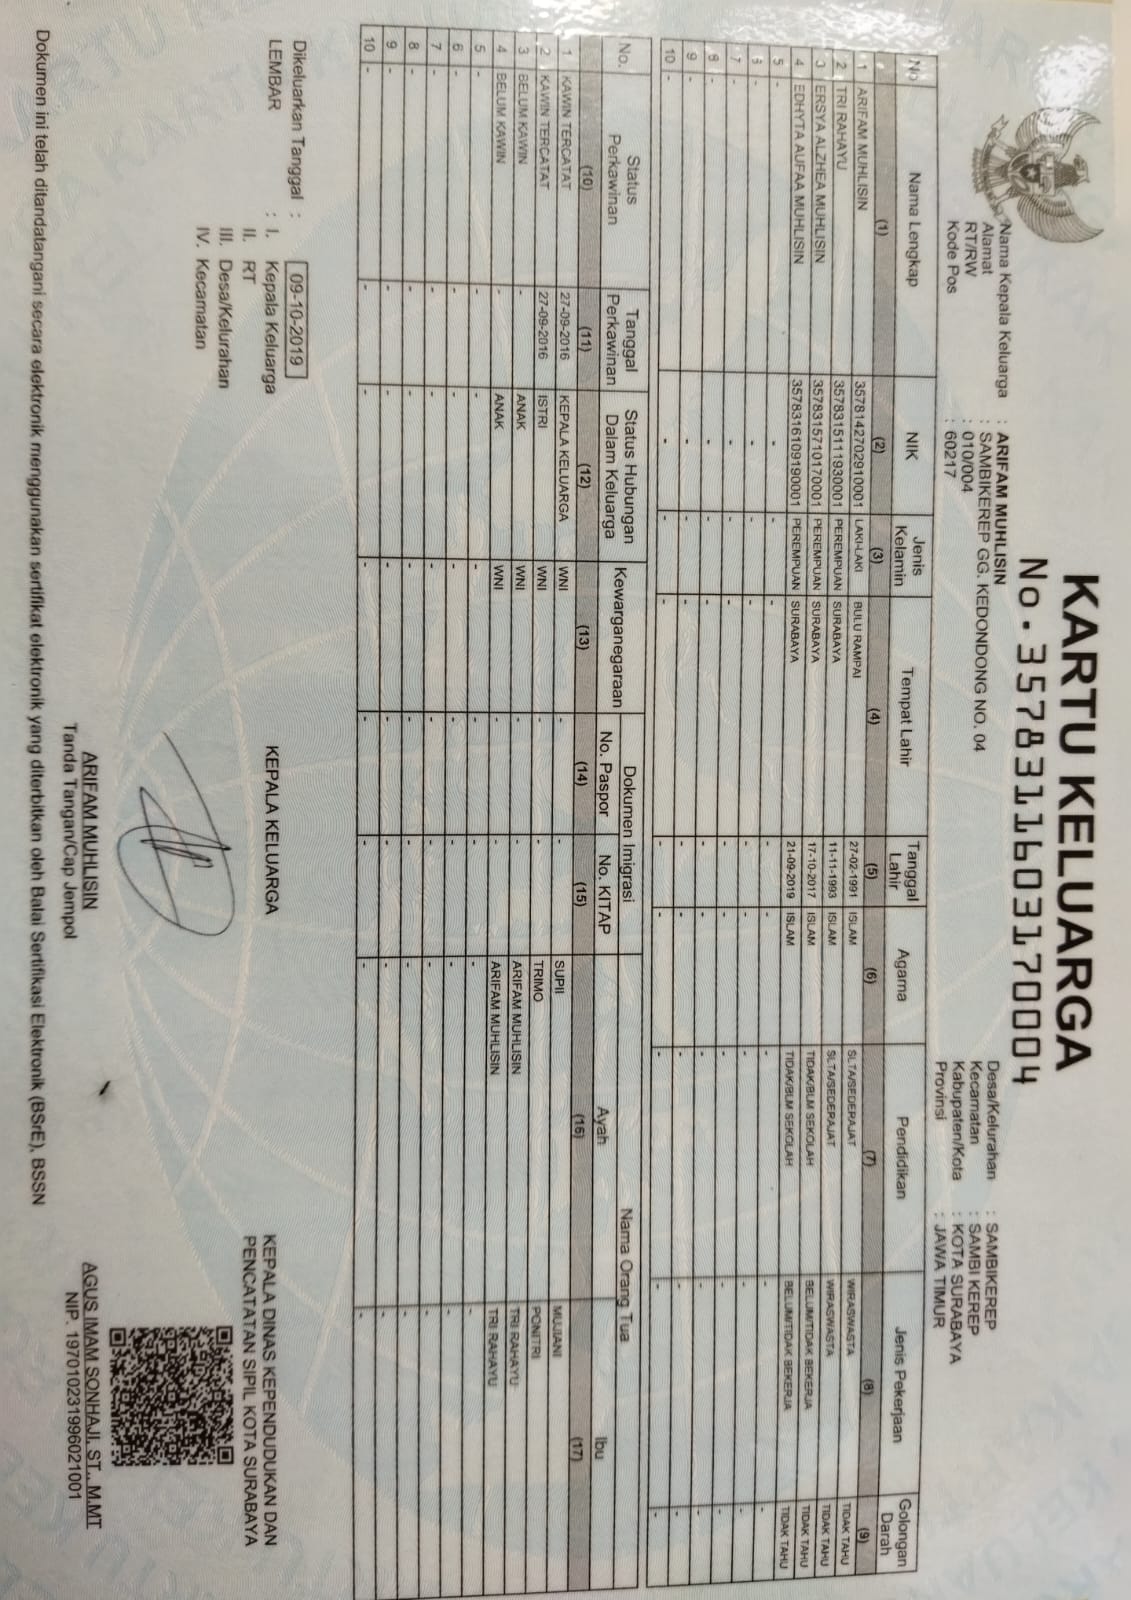 KARTU KELUARGA
No. 3578311603170004
Nama Kepala Keluarga : ARIFAM MUHLISIN
Alamat : SAMBIKEREP GG. KEDONDONG NO. 04
RT/RW : 010/004
Kode Pos : 60217
Desa/Kelurahan : SAMBIKEREP
Kecamatan : SAMBI KEREP
Kabupaten/Kota : KOTA SURABAYA
Provinsi : JAWA TIMUR
No Nama Lengkap NIK Jenis Kelamin Tempat Lahir Tanggal Lahir Agama Pendidikan Jenis Pekerjaan Golongan Darah
(1) (2) (3) (4) (5) (6) (7) (8) (9)
1 ARIFAM MUHLISIN 3578142702910001 LAKI-LAKI BULU RAMPAI 27-02-1991 ISLAM SLTA/SEDERAJAT WIRASWASTA TIDAK TAHU
2 TRI RAHAYU 3578315111930001 PEREMPUAN SURABAYA 11-11-1993 ISLAM SLTA/SEDERAJAT WIRASWASTA TIDAK TAHU
3 ERSYA ALZHEA MUHLISIN 3578315710170001 PEREMPUAN SURABAYA 17-10-2017 ISLAM TIDAK/BLM SEKOLAH BELUM/TIDAK BEKERJA TIDAK TAHU
4 EDHYTA AUFAA MUHLISIN 3578316109190001 PEREMPUAN SURABAYA 21-09-2019 ISLAM TIDAK/BLM SEKOLAH BELUM/TIDAK BEKERJA TIDAK TAHU
5 - - - - - - - - -
6 - - - - - - - - -
7 - - - - - - - - -
8 - - - - - - - - -
9 - - - - - - - - -
10 - - - - - - - - -
No. Status Perkawinan Tanggal Perkawinan Status Hubungan Dalam Keluarga Kewarganegaraan Dokumen Imigrasi Nama Orang Tua
No. Paspor No. KITAP Ayah Ibu
(10) (11) (12) (13) (14) (15) (16) (17)
1 KAWIN TERCATAT 27-09-2016 KEPALA KELUARGA WNI - - SUPII MUJIANI
2 KAWIN TERCATAT 27-09-2016 ISTRI WNI - - TRIMO PONITRI
3 BELUM KAWIN - ANAK WNI - - ARIFAM MUHLISIN TRI RAHAYU
4 BELUM KAWIN - ANAK WNI - - ARIFAM MUHLISIN TRI RAHAYU
5 - - - - - - - -
6 - - - - - - - -
7 - - - - - - - -
8 - - - - - - - -
9 - - - - - - - -
10 - - - - - - - -
Dikeluarkan Tanggal : 09-10-2019
LEMBAR : I. Kepala Keluarga
II. RT
III. Desa/Kelurahan
IV. Kecamatan
KEPALA KELUARGA
ARIFAM MUHLISIN
Tanda Tangan/Cap Jempol
KEPALA DINAS KEPENDUDUKAN DAN
PENCATATAN SIPIL KOTA SURABAYA
AGUS IMAM SONHAJI, ST., M.MT
NIP. 197010231996021001
Dokumen ini telah ditandatangani secara elektronik menggunakan sertifikat elektronik yang diterbitkan oleh Balai Sertifikasi Elektronik (BSrE), BSSN